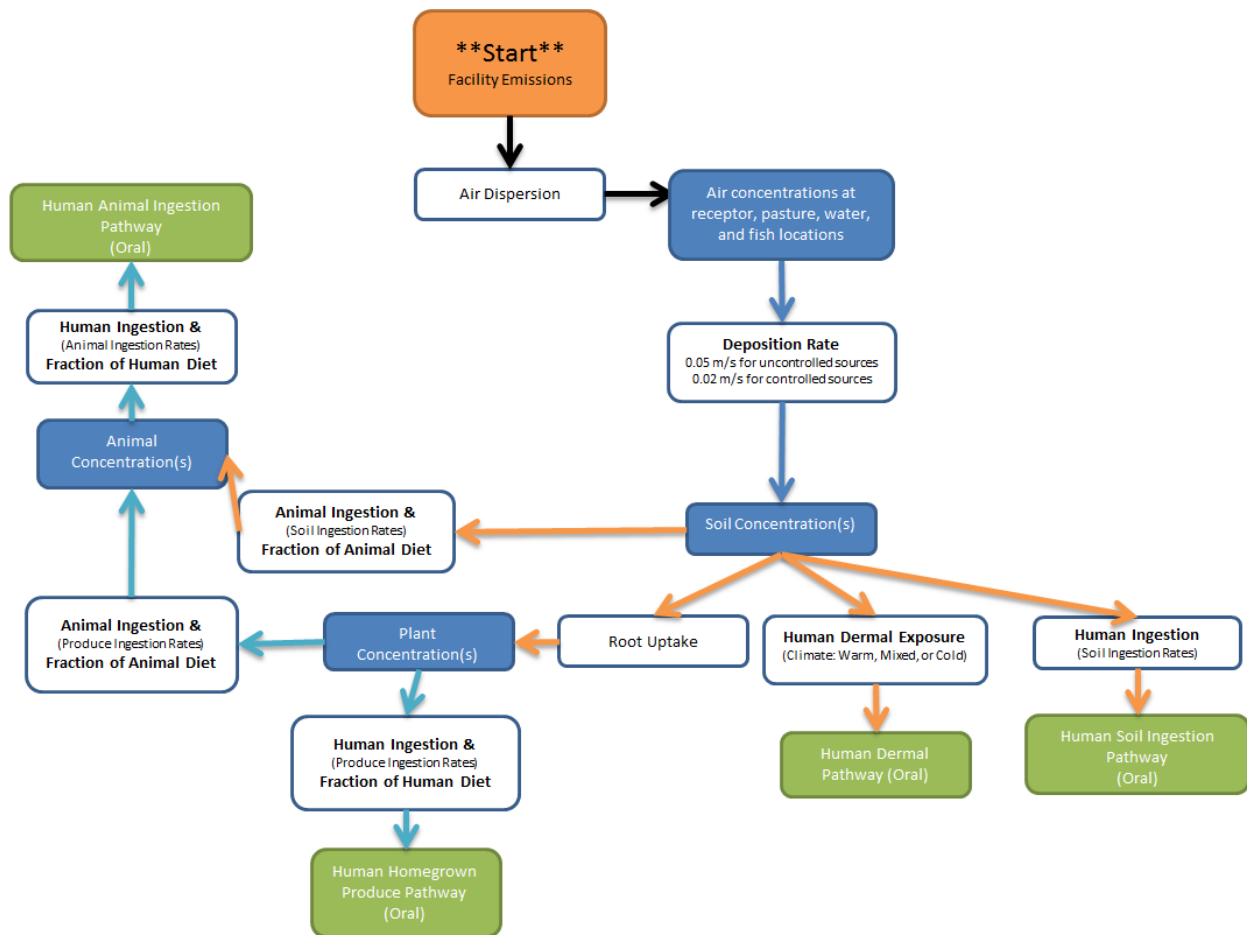 **Start**
Facility Emissions
Air Dispersion
Air concentrations at
receptor, pasture, water,
and fish locations
Human Animal Ingestion
Pathway
(Oral)
Human Ingestion &
(Animal Ingestion Rates)
Fraction of Human Diet
Deposition Rate
0.05 m/s for uncontrolled sources
0.02 m/s for controlled sources
Animal
Concentration(s)
Animal Ingestion &
(Soil Ingestion Rates)
Fraction of Animal Diet
Soil Concentration(s)
Animal Ingestion &
(Produce Ingestion Rates)
Fraction of Animal Diet
Plant
Concentration(s)
Root Uptake
Human Dermal Exposure
(Climate: Warm, Mixed, or Cold)
Human Ingestion
(Soil Ingestion Rates)
Human Ingestion &
(Produce Ingestion Rates)
Fraction of Human Diet
Human Dermal
Pathway (Oral)
Human Soil Ingestion
Pathway
(Oral)
Human Homegrown
Produce Pathway
(Oral)